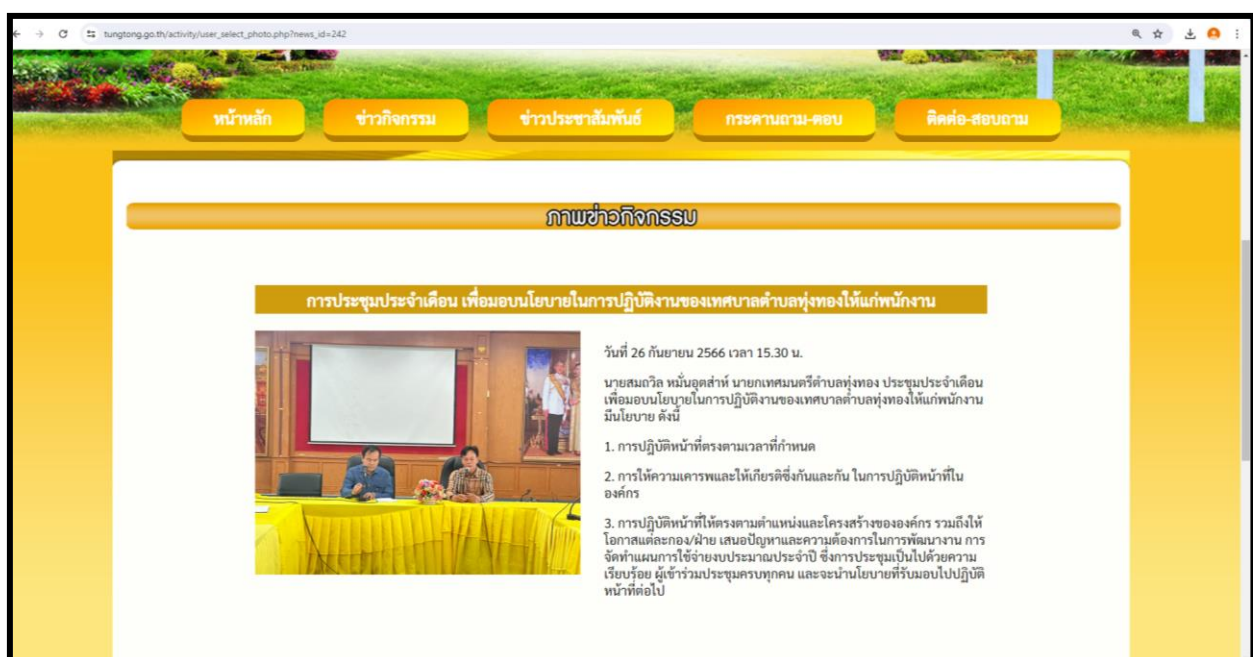 tungtong.go.th/activity/user_select_photo.php?news_id=242
หน้าหลัก
ข่าวกิจกรรม
ข่าวประชาสัมพันธ์
กระดานถาม-ตอบ
ติดต่อ-สอบถาม
ภาพข่าวกิจกรรม
การประชุมประจำเดือน เพื่อมอบนโยบายในการปฏิบัติงานของเทศบาลตำบลทุ่งทองให้แก่พนักงาน
วันที่ 26 กันยายน 2566 เวลา 15.30 น.
นายสมถวิล หมั่นอุตส่าห์ นายกเทศมนตรีตำบลทุ่งทอง ประชุมประจำเดือน
เพื่อมอบนโยบายในการปฏิบัติงานของเทศบาลตำบลทุ่งทองให้แก่พนักงาน
มีนโยบาย ดังนี้
1. การปฏิบัติหน้าที่ตรงตามเวลาที่กำหนด
2. การให้ความเคารพและให้เกียรติซึ่งกันและกัน ในการปฏิบัติหน้าที่ใน
องค์กร
3. การปฏิบัติหน้าที่ให้ตรงตามตำแหน่งและโครงสร้างขององค์กร รวมถึงให้
โอกาสแต่ละกอง/ฝ่าย เสนอปัญหาและความต้องการในการพัฒนางาน การ
จัดทำแผนการใช้จ่ายงบประมาณประจำปี ซึ่งการประชุมเป็นไปด้วยความ
เรียบร้อย ผู้เข้าร่วมประชุมครบทุกคน และจะนำนโยบายที่รับมอบไปปฏิบัติ
หน้าที่ต่อไป